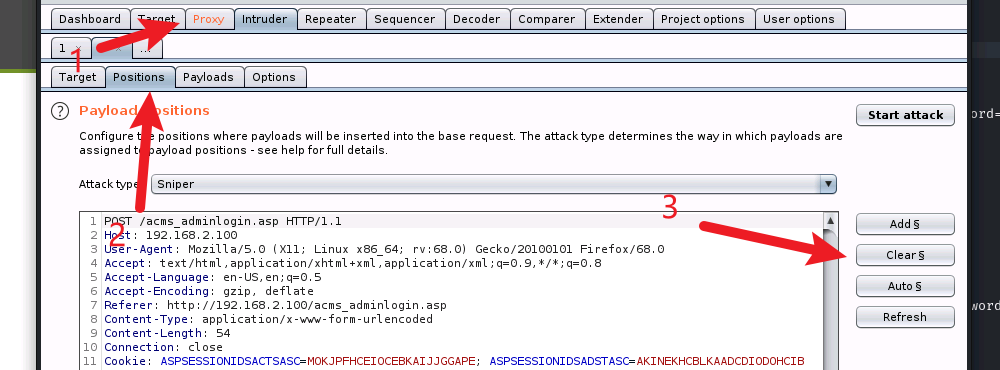 Dashboard Target Proxy Intruder Repeater Sequencer Decoder Comparer Extender Project options User options
1 × × ...
1
Target Positions Payloads Options
? Payload Positions
Start attack
Configure the positions where payloads will be inserted into the base request. The attack type determines the way in which payloads are
assigned to payload positions - see help for full details.
Attack type: Sniper
ord=
3
2
1 POST /acms_adminlogin.asp HTTP/1.1
2 Host: 192.168.2.100
3 User-Agent: Mozilla/5.0 (X11; Linux x86_64; rv:68.0) Gecko/20100101 Firefox/68.0
4 Accept: text/html,application/xhtml+xml,application/xml;q=0.9,*/*;q=0.8
5 Accept-Language: en-US,en;q=0.5
6 Accept-Encoding: gzip, deflate
7 Referer: http://192.168.2.100/acms_adminlogin.asp
8 Content-Type: application/x-www-form-urlencoded
9 Content-Length: 54
10 Connection: close
11 Cookie: ASPSESSIONIDSACTSASC=MOKJPFHCEIOCEBKAIJJGGAPE; ASPSESSIONIDSADSTASC=AKINEKHCBLKAADCDIODOHCIB
Add §
Clear §
Auto §
Refresh
word